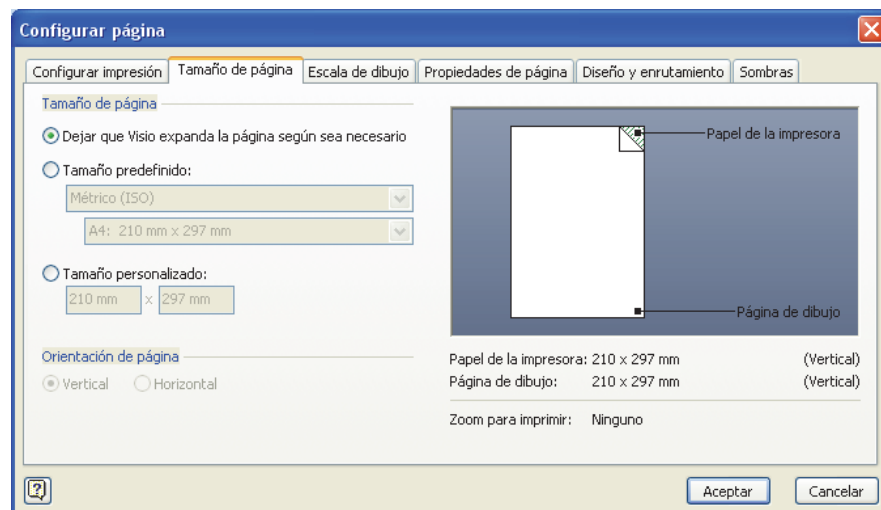 Configurar página
Configurar impresión Tamaño de página Escala de dibujo Propiedades de página Diseño y enrutamiento Sombras
Tamaño de página
Dejar que Visio expanda la página según sea necesario
Tamaño predefinido:
Métrico (ISO)
A4: 210 mm x 297 mm
Tamaño personalizado:
210 mm x 297 mm
Orientación de página
Vertical Horizontal
Papel de la impresora
Página de dibujo
Papel de la impresora: 210 x 297 mm (Vertical)
Página de dibujo: 210 x 297 mm (Vertical)
Zoom para imprimir: Ninguno
?
Aceptar Cancelar